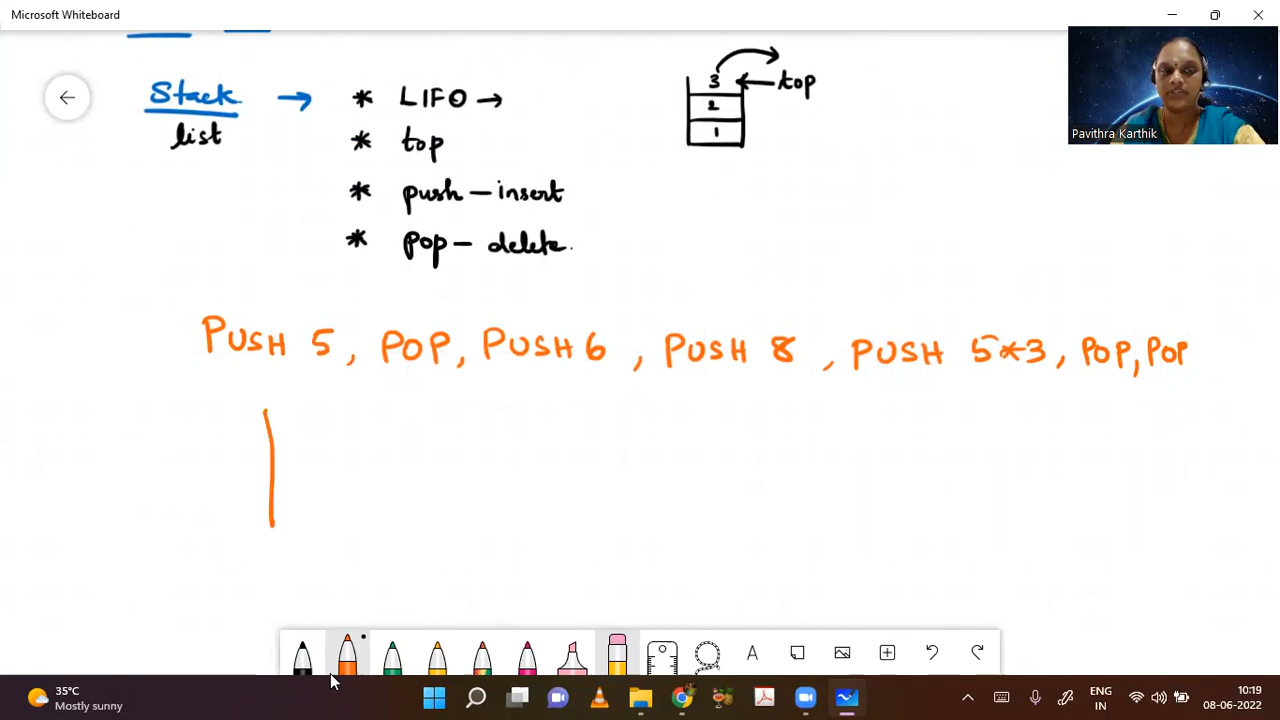 Microsoft Whiteboard
Stack → * LIFO →
list
* top
* push - insert
* pop - delete.
3 ← top
2
1
Pavithra Karthik
PUSH 5, POP, PUSH 6, PUSH 8, PUSH 5*3, POP, POP
A
35°C
Mostly sunny
ENG
IN
10:19
08-06-2022